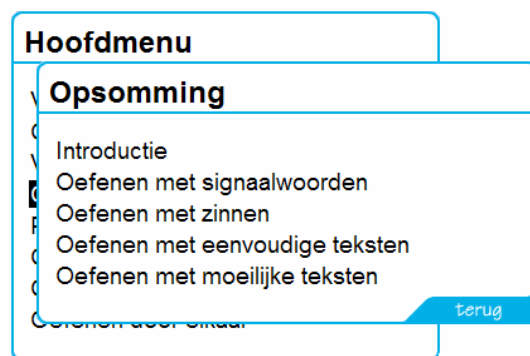 Hoofdmenu
Opsomming
Introductie
Oefenen met signaalwoorden
Oefenen met zinnen
Oefenen met eenvoudige teksten
Oefenen met moeilijke teksten
terug